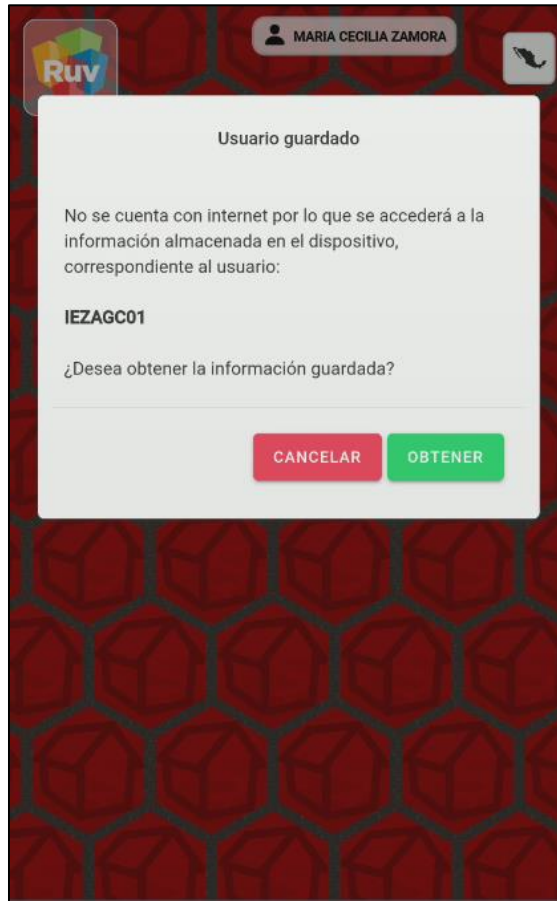 Ruv
MARIA CECILIA ZAMORA
Usuario guardado
No se cuenta con internet por lo que se accederá a la
información almacenada en el dispositivo,
correspondiente al usuario:
IEZAGC01
¿Desea obtener la información guardada?
CANCELAR
OBTENER